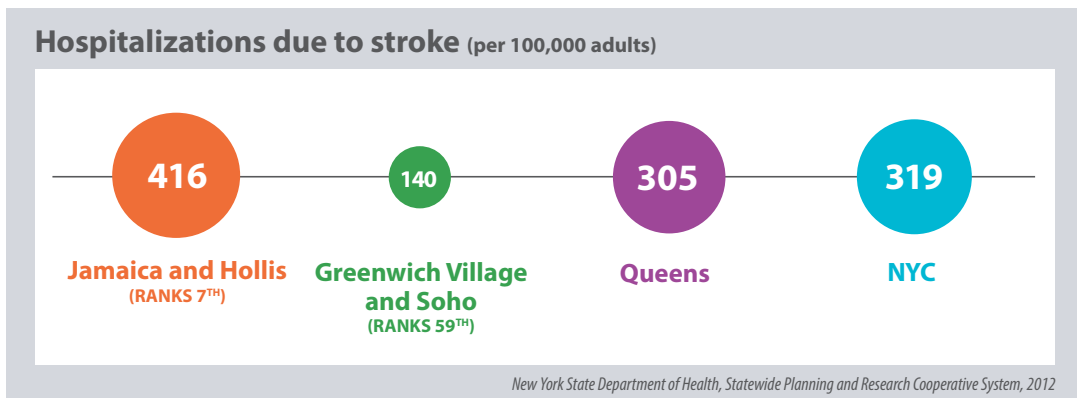 Hospitalizations due to stroke (per 100,000 adults)
416
140
305
319
Jamaica and Hollis
(RANKS 7TH)
Greenwich Village
and Soho
(RANKS 59TH)
Queens
NYC
New York State Department of Health, Statewide Planning and Research Cooperative System, 2012